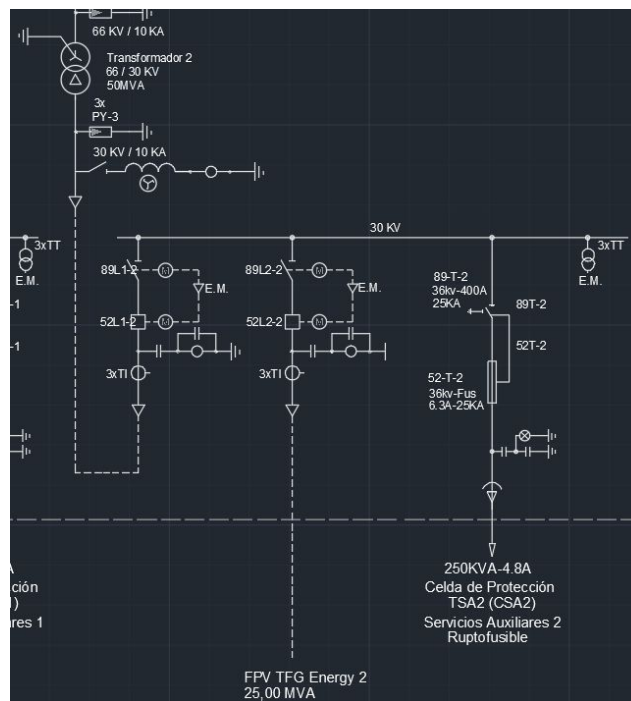 66 KV / 10 KA
Transformador 2
66 / 30 KV
50MVA
3x
PY-3
30 KV / 10 KA
30 KV
3xTT
E.M.
3xTT
E.M.
89L1-2
M
89L2-2
M
E.M.
E.M.
89-T-2
36kv-400A
25KA
89T-2
-1
52L1-2
M
52L2-2
M
52T-2
-1
3xTI
3xTI
52-T-2
36kv-Fus
6.3A-25KA
250KVA-4.8A
Celda de Protección
TSA2 (CSA2)
Servicios Auxiliares 2
Ruptofusible
A
ción
)
res 1
FPV TFG Energy 2
25,00 MVA